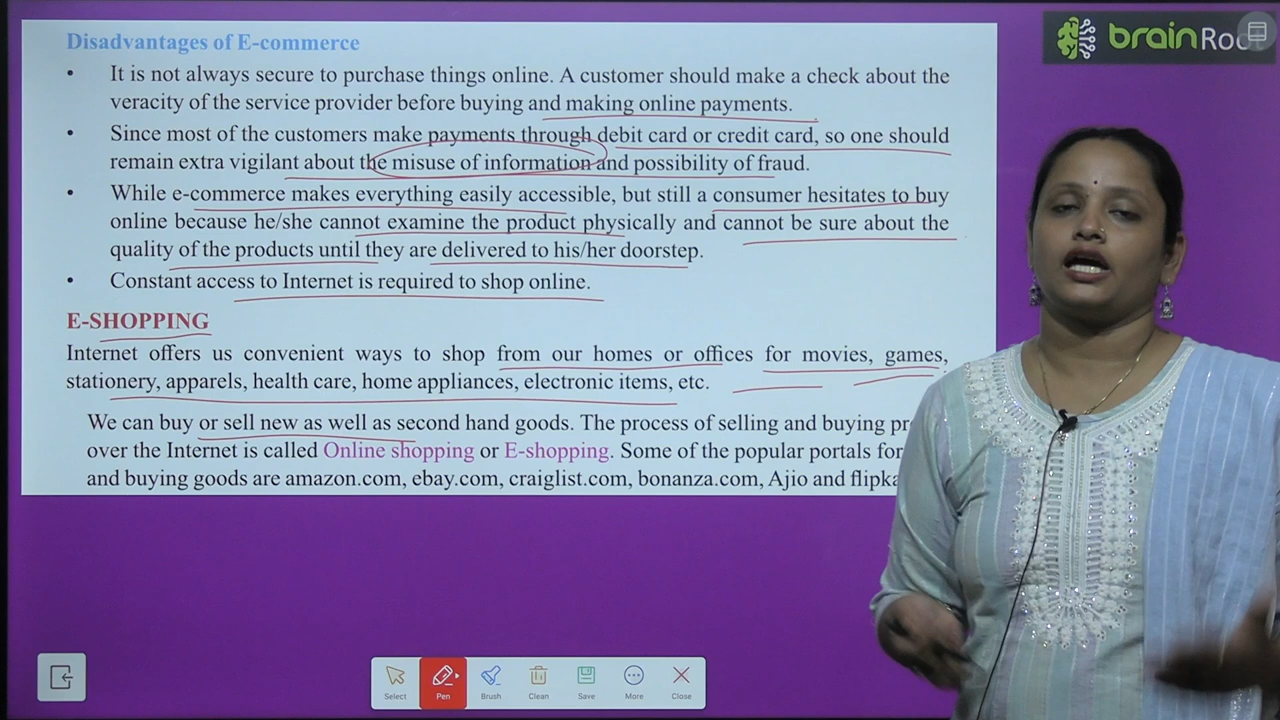 Disadvantages of E-commerce
• It is not always secure to purchase things online. A customer should make a check about the
veracity of the service provider before buying and making online payments.
• Since most of the customers make payments through debit card or credit card, so one should
remain extra vigilant about the misuse of information and possibility of fraud.
• While e-commerce makes everything easily accessible, but still a consumer hesitates to buy
online because he/she cannot examine the product physically and cannot be sure about the
quality of the products until they are delivered to his/her doorstep.
• Constant access to Internet is required to shop online.
E-SHOPPING
Internet offers us convenient ways to shop from our homes or offices for movies, games,
stationery, apparels, health care, home appliances, electronic items, etc.
We can buy or sell new as well as second hand goods. The process of selling and buying
over the Internet is called Online shopping or E-shopping. Some of the popular portals for
and buying goods are amazon.com, ebay.com, craiglist.com, bonanza.com, Ajio and
brain
Select Pen Brush Clean Save More Close